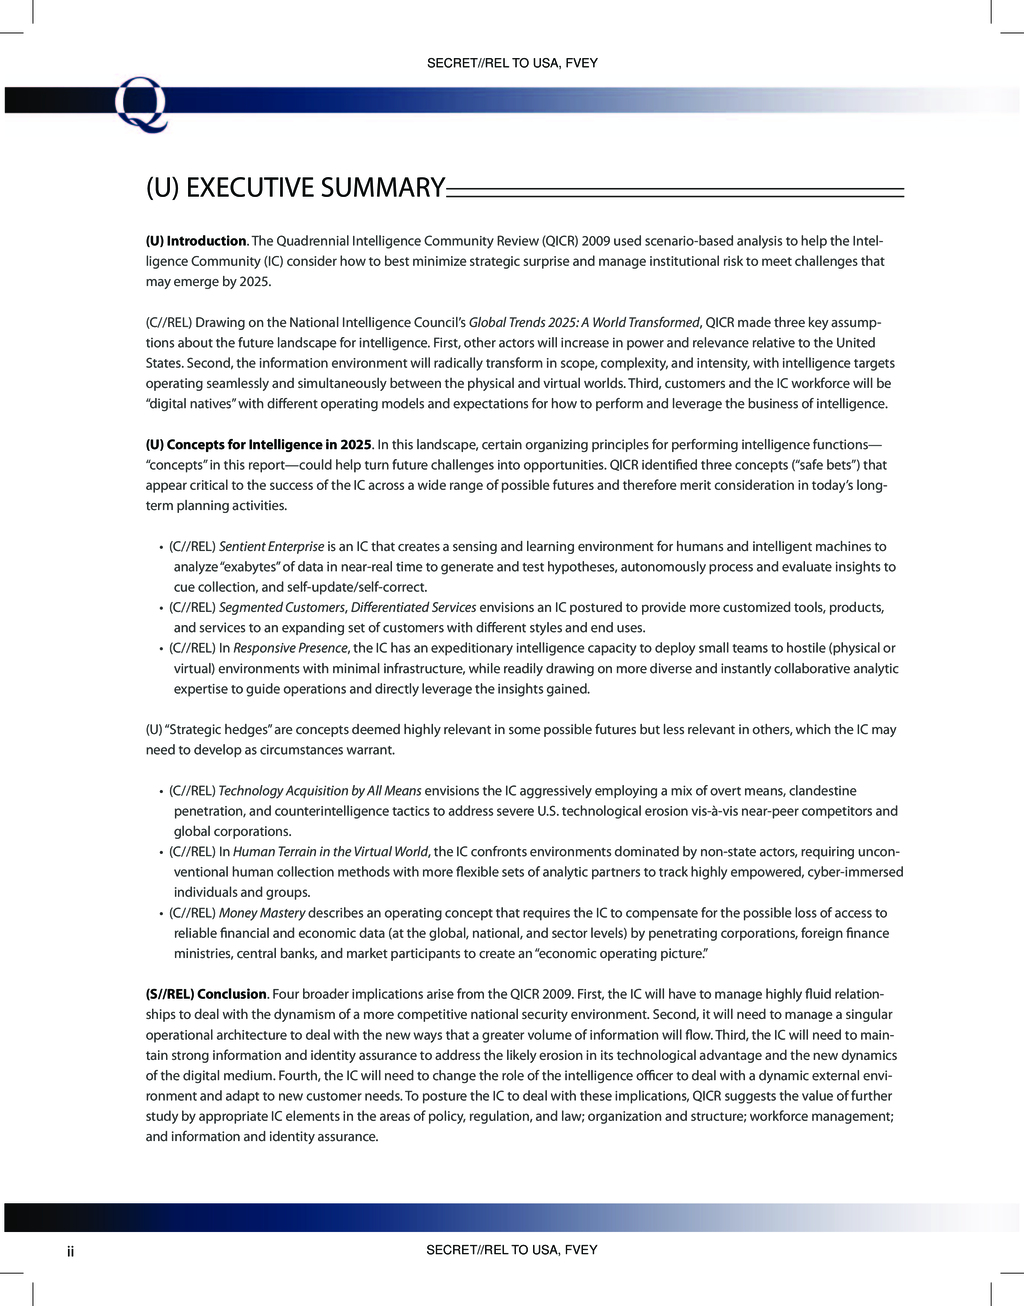 SECRET//REL TO USA, FVEY
Q
(U) EXECUTIVE SUMMARY
(U) Introduction. The Quadrennial Intelligence Community Review (QICR) 2009 used scenario-based analysis to help the Intel-
ligence Community (IC) consider how to best minimize strategic surprise and manage institutional risk to meet challenges that
may emerge by 2025.
(C//REL) Drawing on the National Intelligence Council's Global Trends 2025: A World Transformed, QICR made three key assump-
tions about the future landscape for intelligence. First, other actors will increase in power and relevance relative to the United
States. Second, the information environment will radically transform in scope, complexity, and intensity, with intelligence targets
operating seamlessly and simultaneously between the physical and virtual worlds. Third, customers and the IC workforce will be
“digital natives” with different operating models and expectations for how to perform and leverage the business of intelligence.
(U) Concepts for Intelligence in 2025. In this landscape, certain organizing principles for performing intelligence functions—
“concepts” in this report—could help turn future challenges into opportunities. QICR identified three concepts (“safe bets”) that
appear critical to the success of the IC across a wide range of possible futures and therefore merit consideration in today's long-
term planning activities.
• (C//REL) Sentient Enterprise is an IC that creates a sensing and learning environment for humans and intelligent machines to
analyze “exabytes” of data in near-real time to generate and test hypotheses, autonomously process and evaluate insights to
cue collection, and self-update/self-correct.
• (C//REL) Segmented Customers, Differentiated Services envisions an IC postured to provide more customized tools, products,
and services to an expanding set of customers with different styles and end uses.
• (C//REL) In Responsive Presence, the IC has an expeditionary intelligence capacity to deploy small teams to hostile (physical or
virtual) environments with minimal infrastructure, while readily drawing on more diverse and instantly collaborative analytic
expertise to guide operations and directly leverage the insights gained.
(U) “Strategic hedges” are concepts deemed highly relevant in some possible futures but less relevant in others, which the IC may
need to develop as circumstances warrant.
• (C//REL) Technology Acquisition by All Means envisions the IC aggressively employing a mix of overt means, clandestine
penetration, and counterintelligence tactics to address severe U.S. technological erosion vis-à-vis near-peer competitors and
global corporations.
• (C//REL) In Human Terrain in the Virtual World, the IC confronts environments dominated by non-state actors, requiring uncon-
ventional human collection methods with more flexible sets of analytic partners to track highly empowered, cyber-immersed
individuals and groups.
• (C//REL) Money Mastery describes an operating concept that requires the IC to compensate for the possible loss of access to
reliable financial and economic data (at the global, national, and sector levels) by penetrating corporations, foreign finance
ministries, central banks, and market participants to create an “economic operating picture.”
(S//REL) Conclusion. Four broader implications arise from the QICR 2009. First, the IC will have to manage highly fluid relation-
ships to deal with the dynamism of a more competitive national security environment. Second, it will need to manage a singular
operational architecture to deal with the new ways that a greater volume of information will flow. Third, the IC will need to main-
tain strong information and identity assurance to address the likely erosion in its technological advantage and the new dynamics
of the digital medium. Fourth, the IC will need to change the role of the intelligence officer to deal with a dynamic external envi-
ronment and adapt to new customer needs. To posture the IC to deal with these implications, QICR suggests the value of further
study by appropriate IC elements in the areas of policy, regulation, and law; organization and structure; workforce management;
and information and identity assurance.
ii
SECRET//REL TO USA, FVEY